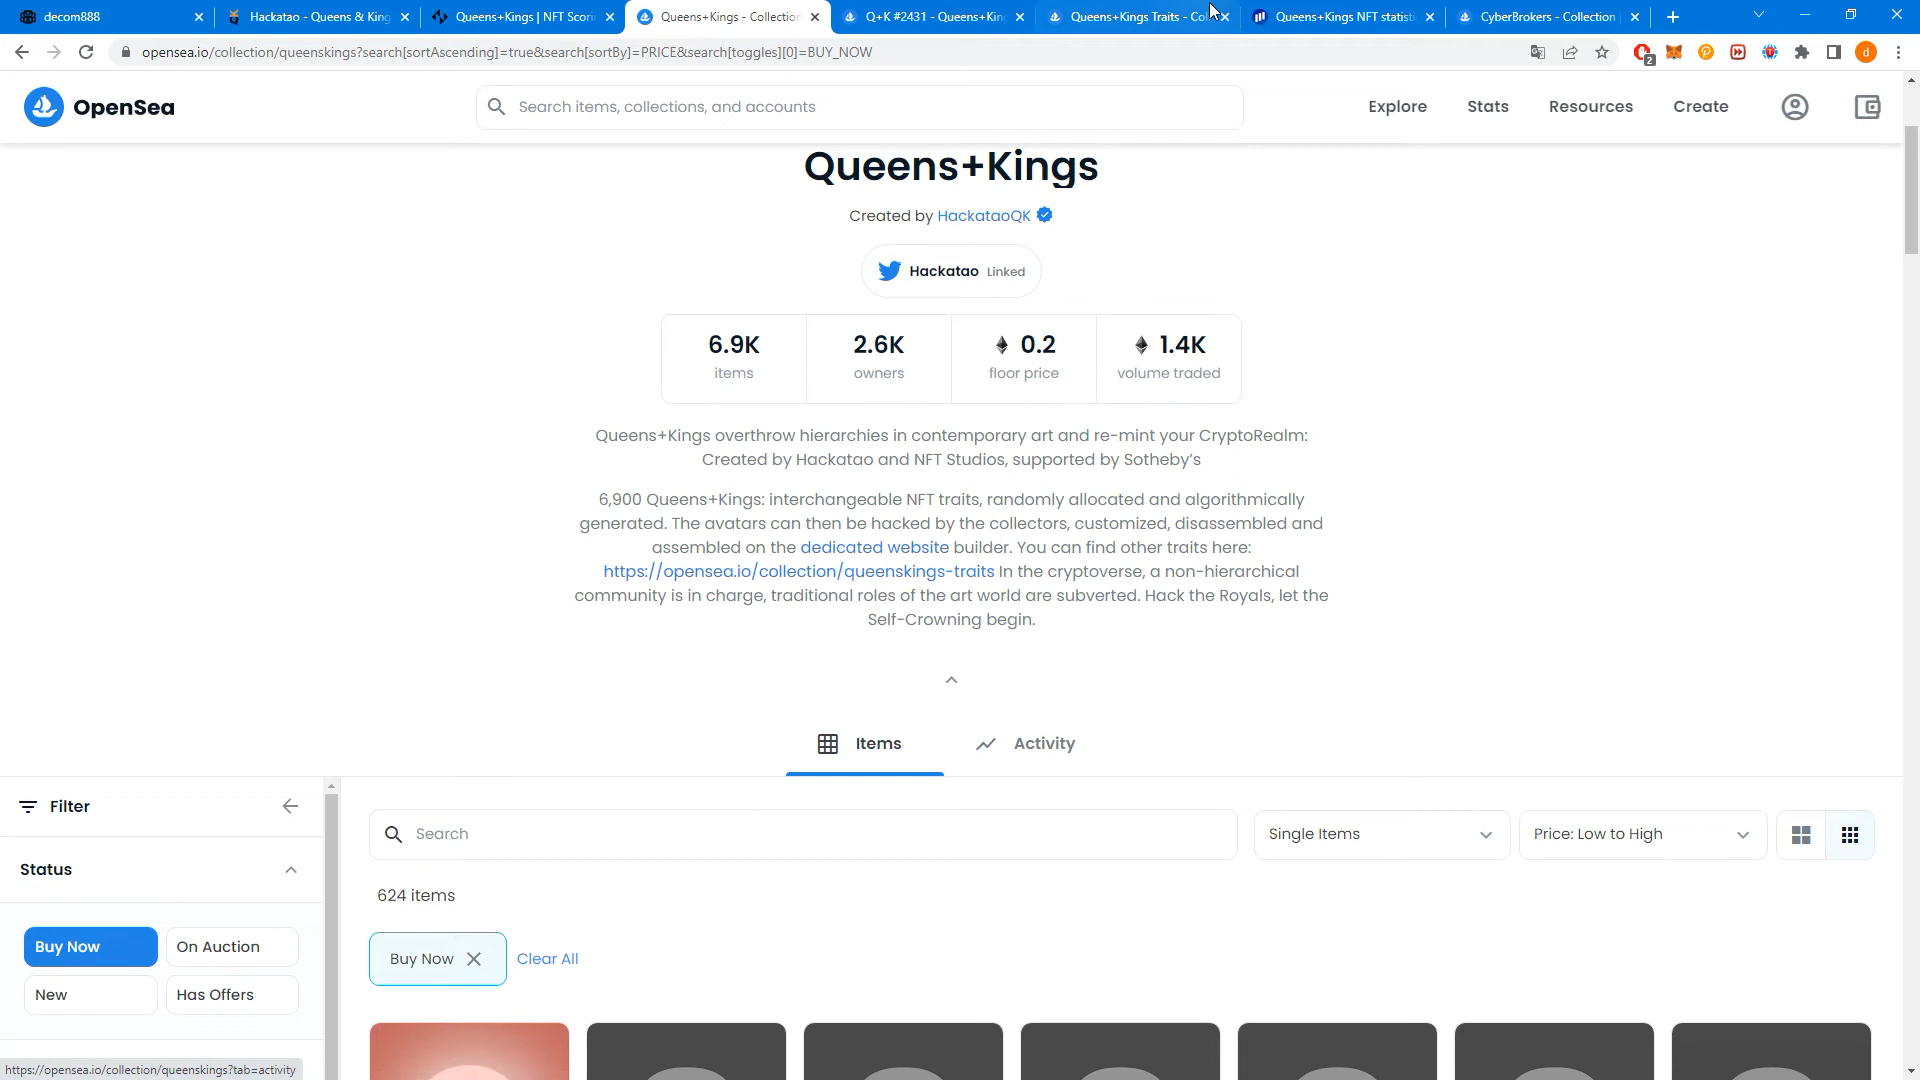 decom888
Hackatao - Queens & King
Queens+Kings | NFT Scori
Queens+Kings - Collection
Q+K #2431 - Queens+Kin
Queens+Kings Traits - Col
Queens+Kings NFT statist
CyberBrokers - Collection
opensea.io/collection/queenskings?search[sortAscending]=true&search[sortBy]=PRICE&search[toggles][0]=BUY_NOW
2
d
OpenSea
Search items, collections, and accounts
Explore
Stats
Resources
Create
Queens+Kings
Created by HackataoQK
Hackatao Linked
6.9K
items
2.6K
owners
0.2
floor price
1.4K
volume traded
Queens+Kings overthrow hierarchies in contemporary art and re-mint your CryptoRealm:
Created by Hackatao and NFT Studios, supported by Sotheby’s
6,900 Queens+Kings: interchangeable NFT traits, randomly allocated and algorithmically
generated. The avatars can then be hacked by the collectors, customized, disassembled and
assembled on the dedicated website builder. You can find other traits here:
https://opensea.io/collection/queenskings-traits In the cryptoverse, a non-hierarchical
community is in charge, traditional roles of the art world are subverted. Hack the Royals, let the
Self-Crowning begin.
Items
Activity
Filter
Search
Single Items
Price: Low to High
Status
624 items
Buy Now
On Auction
New
Has Offers
Buy Now
Clear All
https://opensea.io/collection/queenskings?tab=activity